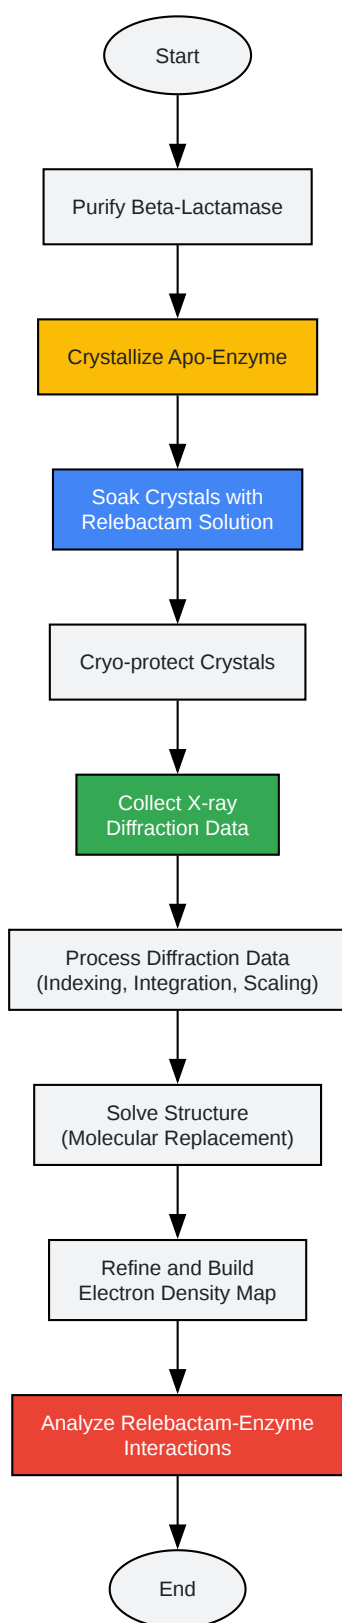 Start
Purify Beta-Lactamase
Crystallize Apo-Enzyme
Soak Crystals with
Relebactam Solution
Cryo-protect Crystals
Collect X-ray
Diffraction Data
Process Diffraction Data
(Indexing, Integration, Scaling)
Solve Structure
(Molecular Replacement)
Refine and Build
Electron Density Map
Analyze Relebactam-Enzyme
Interactions
End